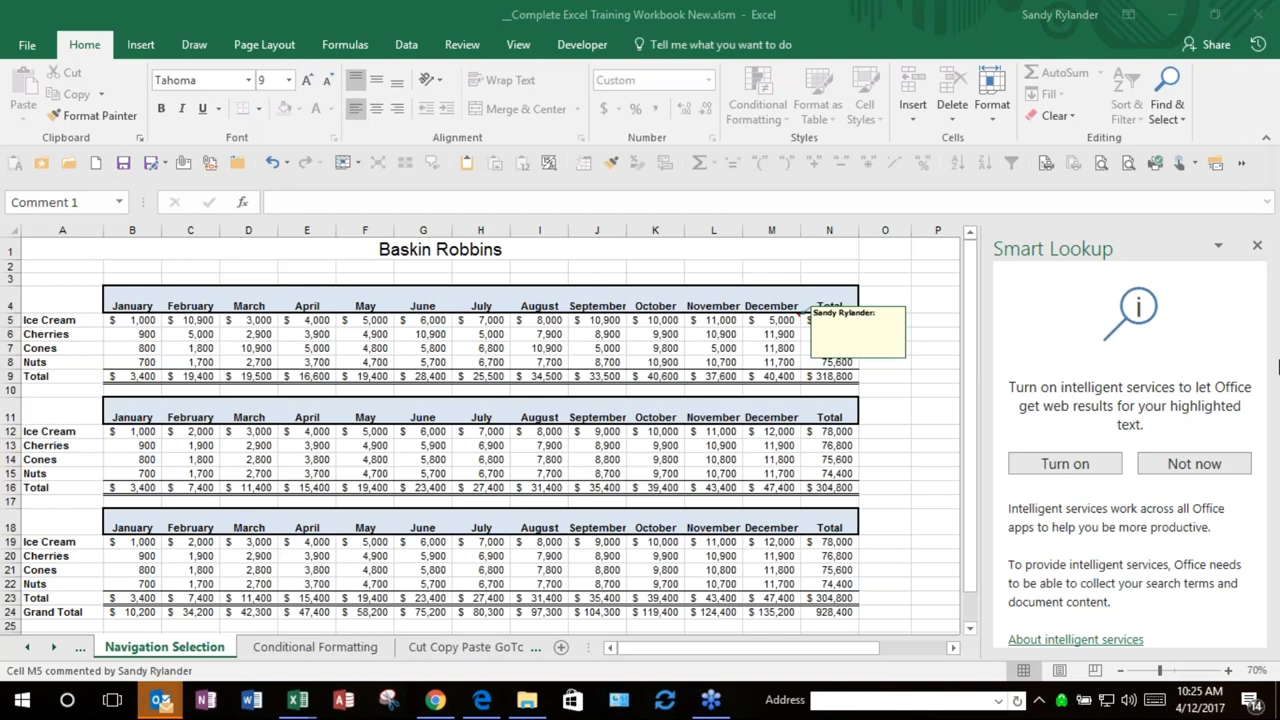 __Complete Excel Training Workbook New.xlsm - Excel Sandy Rylander
File Home Insert Draw Page Layout Formulas Data Review View Developer Tell me what you want to do Share
Paste Cut Copy Format Painter Tahoma 9 B I U A Wrap Text Merge & Center Custom $ % , Conditional Formatting Format as Table Cell Styles Insert Delete Format AutoSum Fill Clear Sort & Filter Find & Select
Clipboard Font Alignment Number Styles Cells Editing
Comment 1 fx
A B C D E F G H I J K L M N O P
1 Baskin Robbins
2
3
4 January February March April May June July August September October November December Total
5 Ice Cream $ 1,000 $ 10,900 $ 3,000 $ 4,000 $ 5,000 $ 6,000 $ 7,000 $ 8,000 $ 10,900 $ 10,000 $ 11,000 $ 5,000 $
Sandy Rylander:
6 Cherries 900 5,000 2,900 3,900 4,900 10,900 5,000 7,900 8,900 9,900 10,900 11,900
7 Cones 800 1,800 10,900 5,000 4,800 5,800 6,800 10,900 5,000 9,800 5,000 11,800
8 Nuts 700 1,700 2,700 3,700 4,700 5,700 6,700 7,700 8,700 10,900 10,700 11,700 75,600
9 Total $ 3,400 $ 19,400 $ 19,500 $ 16,600 $ 19,400 $ 28,400 $ 25,500 $ 34,500 $ 33,500 $ 40,600 $ 37,600 $ 40,400 $ 318,800
10
11 January February March April May June July August September October November December Total
12 Ice Cream $ 1,000 $ 2,000 $ 3,000 $ 4,000 $ 5,000 $ 6,000 $ 7,000 $ 8,000 $ 9,000 $ 10,000 $ 11,000 $ 12,000 $ 78,000
13 Cherries 900 1,900 2,900 3,900 4,900 5,900 6,900 7,900 8,900 9,900 10,900 11,900 76,800
14 Cones 800 1,800 2,800 3,800 4,800 5,800 6,800 7,800 8,800 9,800 10,800 11,800 75,600
15 Nuts 700 1,700 2,700 3,700 4,700 5,700 6,700 7,700 8,700 9,700 10,700 11,700 74,400
16 Total $ 3,400 $ 7,400 $ 11,400 $ 15,400 $ 19,400 $ 23,400 $ 27,400 $ 31,400 $ 35,400 $ 39,400 $ 43,400 $ 47,400 $ 304,800
17
18 January February March April May June July August September October November December Total
19 Ice Cream $ 1,000 $ 2,000 $ 3,000 $ 4,000 $ 5,000 $ 6,000 $ 7,000 $ 8,000 $ 9,000 $ 10,000 $ 11,000 $ 12,000 $ 78,000
20 Cherries 900 1,900 2,900 3,900 4,900 5,900 6,900 7,900 8,900 9,900 10,900 11,900 76,800
21 Cones 800 1,800 2,800 3,800 4,800 5,800 6,800 7,800 8,800 9,800 10,800 11,800 75,600
22 Nuts 700 1,700 2,700 3,700 4,700 5,700 6,700 7,700 8,700 9,700 10,700 11,700 74,400
23 Total $ 3,400 $ 7,400 $ 11,400 $ 15,400 $ 19,400 $ 23,400 $ 27,400 $ 31,400 $ 35,400 $ 39,400 $ 43,400 $ 47,400 $ 304,800
24 Grand Total $ 10,200 $ 34,200 $ 42,300 $ 47,400 $ 58,200 $ 75,200 $ 80,300 $ 97,300 $ 104,300 $ 119,400 $ 124,400 $ 135,200 928,400
25
Smart Lookup
Turn on intelligent services to let Office
get web results for your highlighted
text.
Turn on Not now
Intelligent services work across all Office
apps to help you be more productive.
To provide intelligent services, Office needs
to be able to collect your search terms and
document content.
About intelligent services
... Navigation Selection Conditional Formatting Cut Copy Paste GoTc ...
Cell M5 commented by Sandy Rylander 70%
Address 10:25 AM
4/12/2017 14